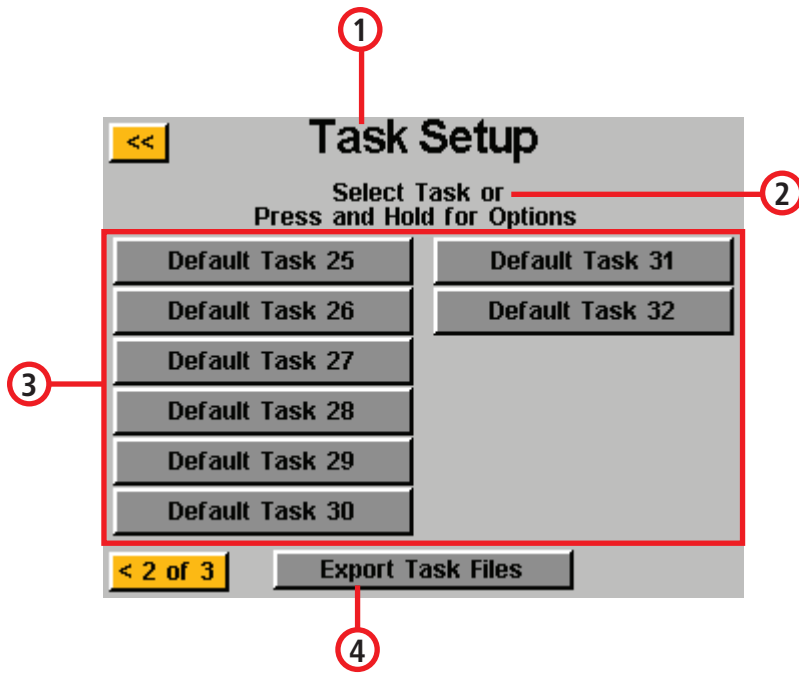 1
<< Task Setup
Select Task or
Press and Hold for Options
2
Default Task 25
Default Task 26
Default Task 27
Default Task 28
Default Task 29
Default Task 30
Default Task 31
Default Task 32
3
< 2 of 3
Export Task Files
4